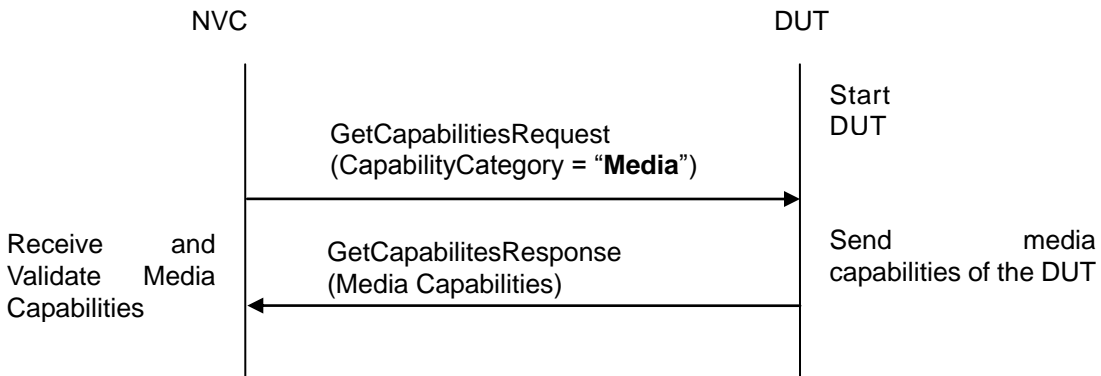 NVC
DUT
Start
DUT
GetCapabilitiesRequest
(CapabilityCategory = “Media”)
Receive and
Validate Media
Capabilities
GetCapabilitesResponse
(Media Capabilities)
Send media
capabilities of the DUT